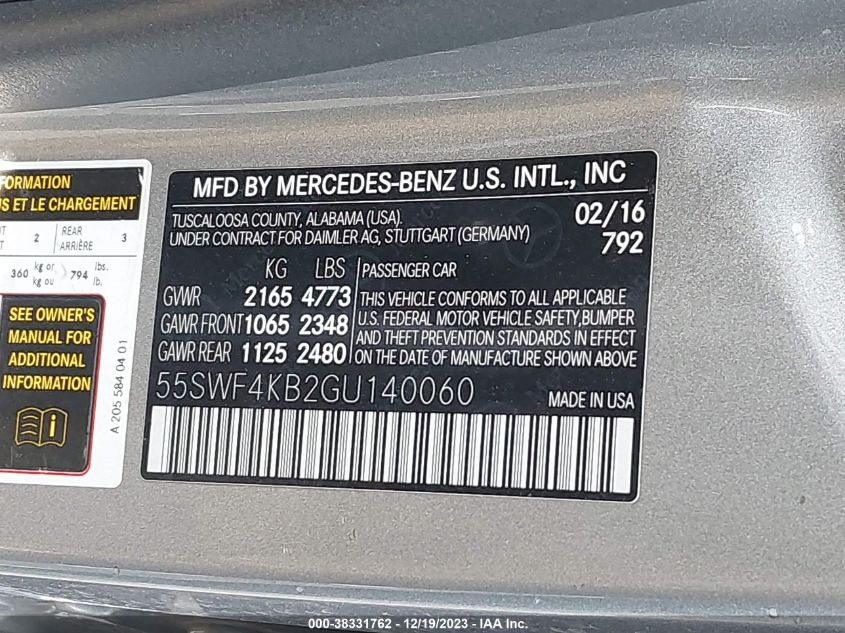 FORMATION
US ET LE CHARGEMENT
2 REAR ARRIÈRE 3
360 kg or kg ou 794 lbs. lb.
SEE OWNER'S
MANUAL FOR
ADDITIONAL
INFORMATION
A 205 584 04 01
MFD BY MERCEDES-BENZ U.S. INTL., INC
TUSCALOOSA COUNTY, ALABAMA (USA). 02/16
UNDER CONTRACT FOR DAIMLER AG, STUTTGART (GERMANY) 792
KG LBS PASSENGER CAR
GVWR 2165 4773 THIS VEHICLE CONFORMS TO ALL APPLICABLE
GAWR FRONT 1065 2348 U.S. FEDERAL MOTOR VEHICLE SAFETY,BUMPER
AND THEFT PREVENTION STANDARDS IN EFFECT
GAWR REAR 1125 2480 ON THE DATE OF MANUFACTURE SHOWN ABOVE
55SWF4KB2GU140060 MADE IN USA
000-38331762 - 12/19/2023 - IAA Inc.